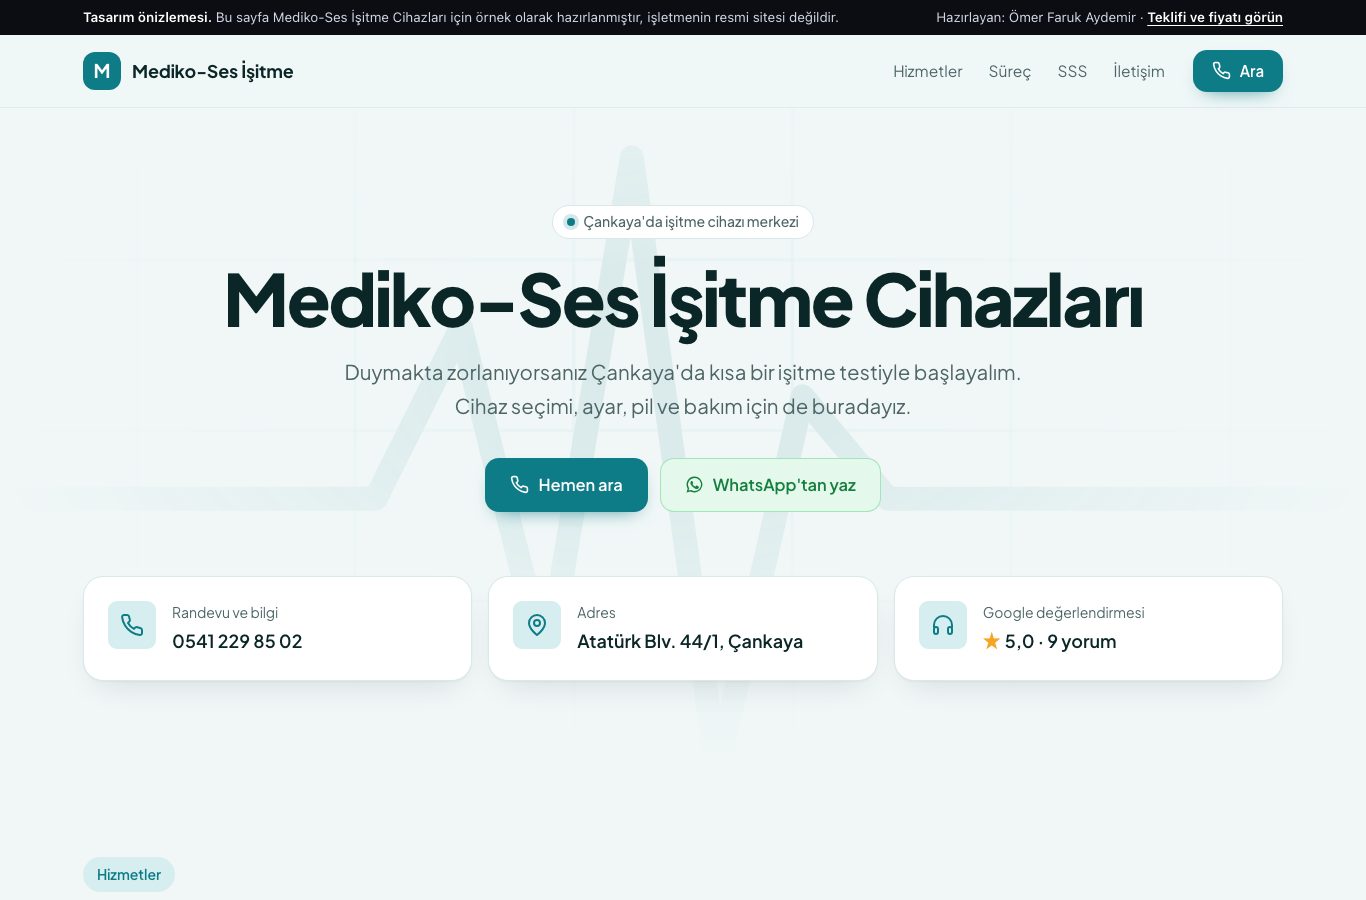 Tasarım önizlemesi. Bu sayfa Mediko-Ses İşitme Cihazları için örnek olarak hazırlanmıştır, işletmenin resmi sitesi değildir.
Hazırlayan: Ömer Faruk Aydemir · Teklifi ve fiyatı görün
M Mediko-Ses İşitme
Hizmetler Süreç SSS İletişim Ara
Çankaya'da işitme cihazı merkezi
Mediko-Ses İşitme Cihazları
Duymakta zorlanıyorsanız Çankaya'da kısa bir işitme testiyle başlayalım.
Cihaz seçimi, ayar, pil ve bakım için de buradayız.
Hemen ara
WhatsApp'tan yaz
Randevu ve bilgi
0541 229 85 02
Adres
Atatürk Blv. 44/1, Çankaya
Google değerlendirmesi
★ 5,0 · 9 yorum
Hizmetler